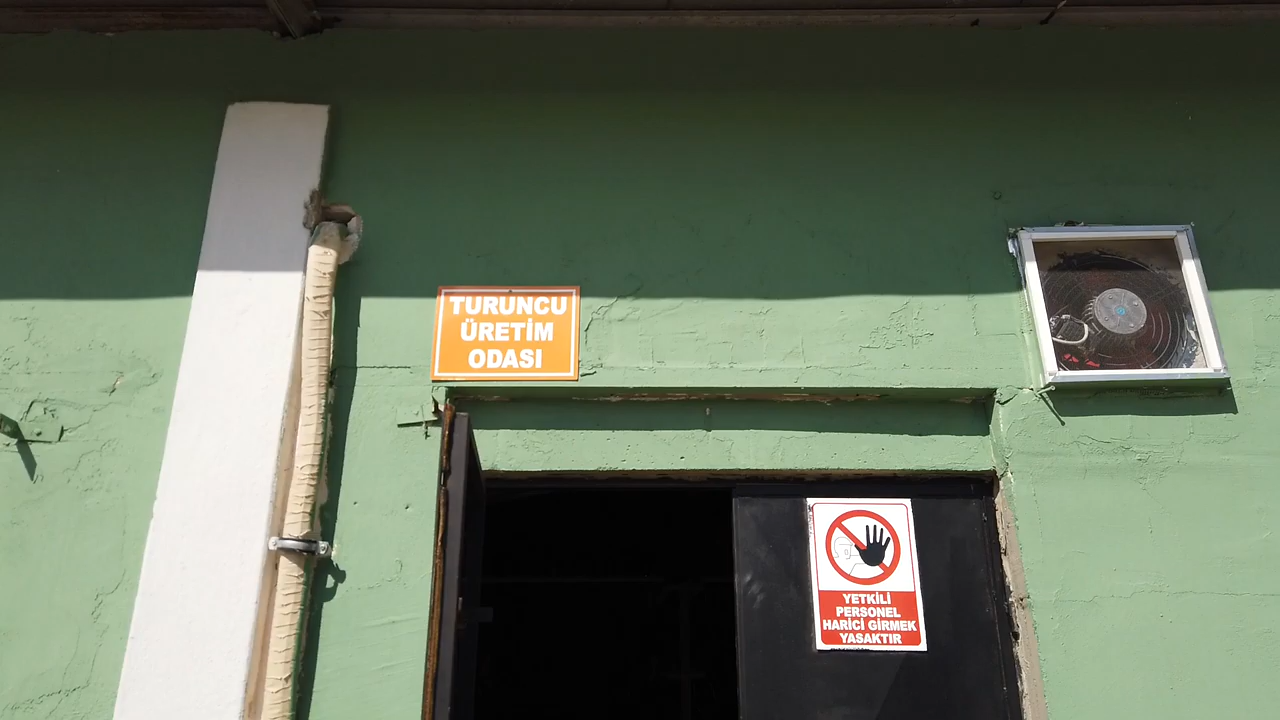 TURUNCU
ÜRETİM
ODASI
YETKİLİ
PERSONEL
HARİCİ GİRMEK
YASAKTIR